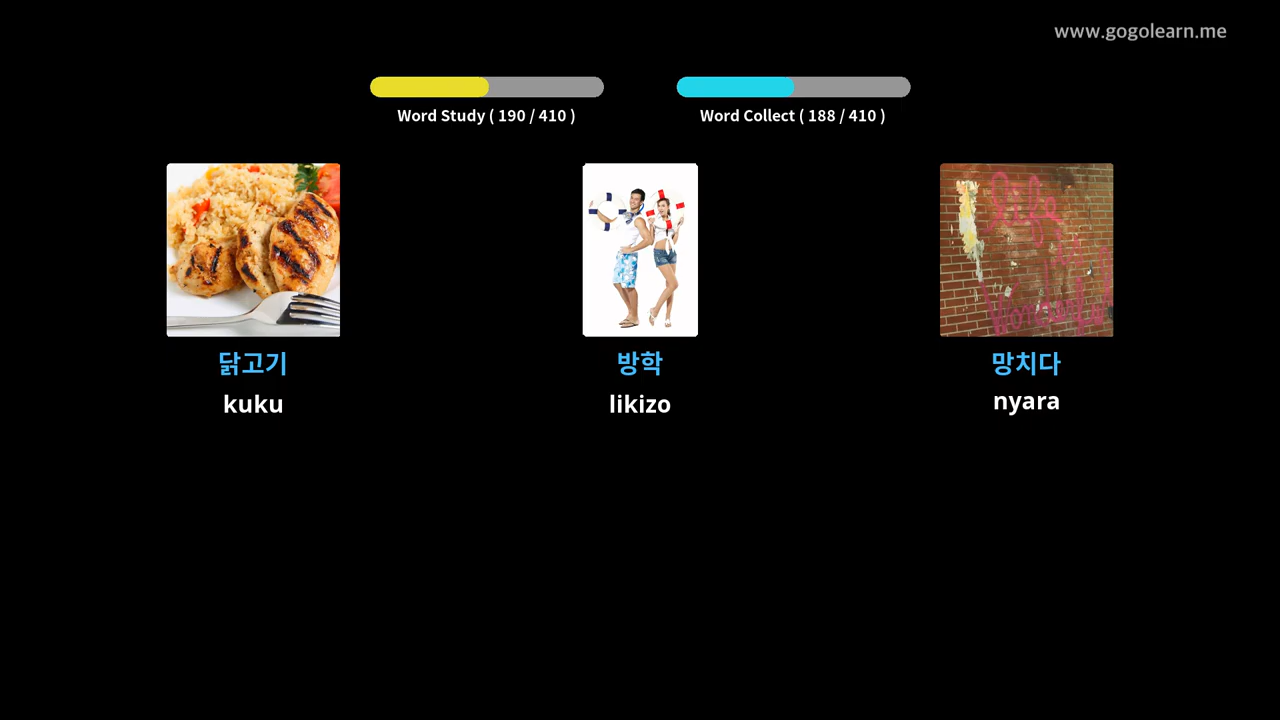 www.gogolearn.me
Word Study ( 190 / 410 )
Word Collect ( 188 / 410 )
닭고기
kuku
방학
likizo
망치다
nyara